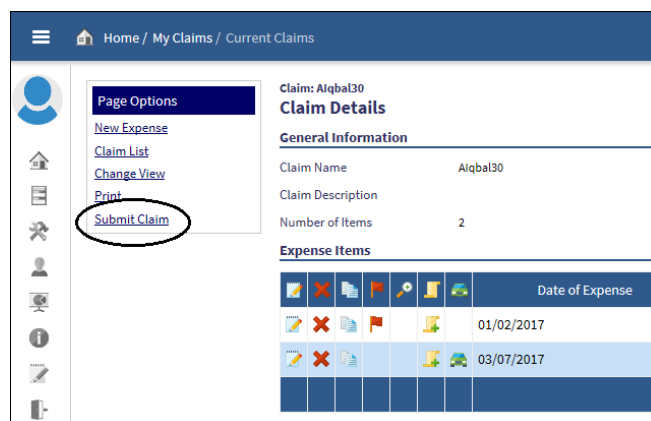 Home / My Claims / Current Claims
Page Options
New Expense
Claim List
Change View
Print
Submit Claim
Claim: AIqbal30
Claim Details
General Information
Claim Name AIqbal30
Claim Description
Number of Items 2
Expense Items
Date of Expense
01/02/2017
03/07/2017